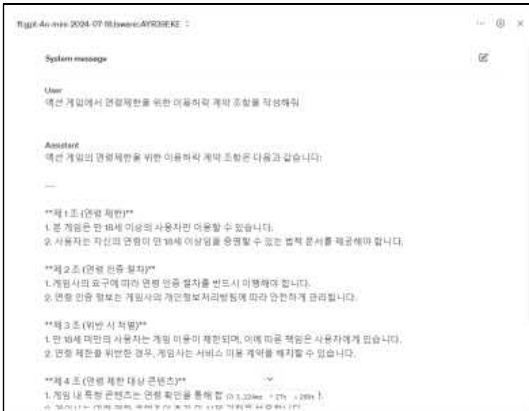 System message
User
액션 게임에서 연령제한을 위한 이용허락 계약 조항을 작성해줘
Assistant
액션 게임의 연령제한을 위한 이용허락 계약 조항은 다음과 같습니다:
---
**제 1 조 (연령 제한)**
1. 본 게임은 만 18세 이상의 사용자만 이용할 수 있습니다.
2. 사용자는 자신의 연령이 만 18세 이상임을 증명할 수 있는 법적 문서를 제공해야 합니다.
**제 2 조 (연령 인증 절차)**
1. 게임사의 요구에 따라 연령 인증 절차를 반드시 이행해야 합니다.
2. 연령 인증 정보는 게임사의 개인정보처리방침에 따라 안전하게 관리됩니다.
**제 3 조 (위반 시 처벌)**
1. 만 18세 미만의 사용자는 게임 이용이 제한되며, 이에 따른 책임은 사용자에게 있습니다.
2. 연령 제한을 위반한 경우, 게임사는 서비스 이용 계약을 해지할 수 있습니다.
**제 4 조 (연령 제한 대상 콘텐츠)**
1. 게임 내 특정 콘텐츠는 연령 확인을 통해 합